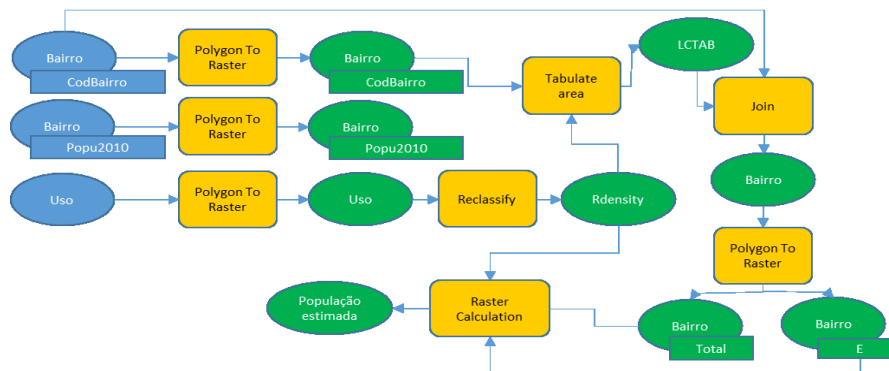 Bairro
CodBairro
Polygon To
Raster
Bairro
CodBairro
Tabulate
area
LCTAB
Join
Bairro
Popu2010
Polygon To
Raster
Bairro
Popu2010
Uso
Polygon To
Raster
Uso
Reclassify
Rdensity
Bairro
Polygon To
Raster
População
estimada
Raster
Calculation
Bairro
Total
Bairro
E